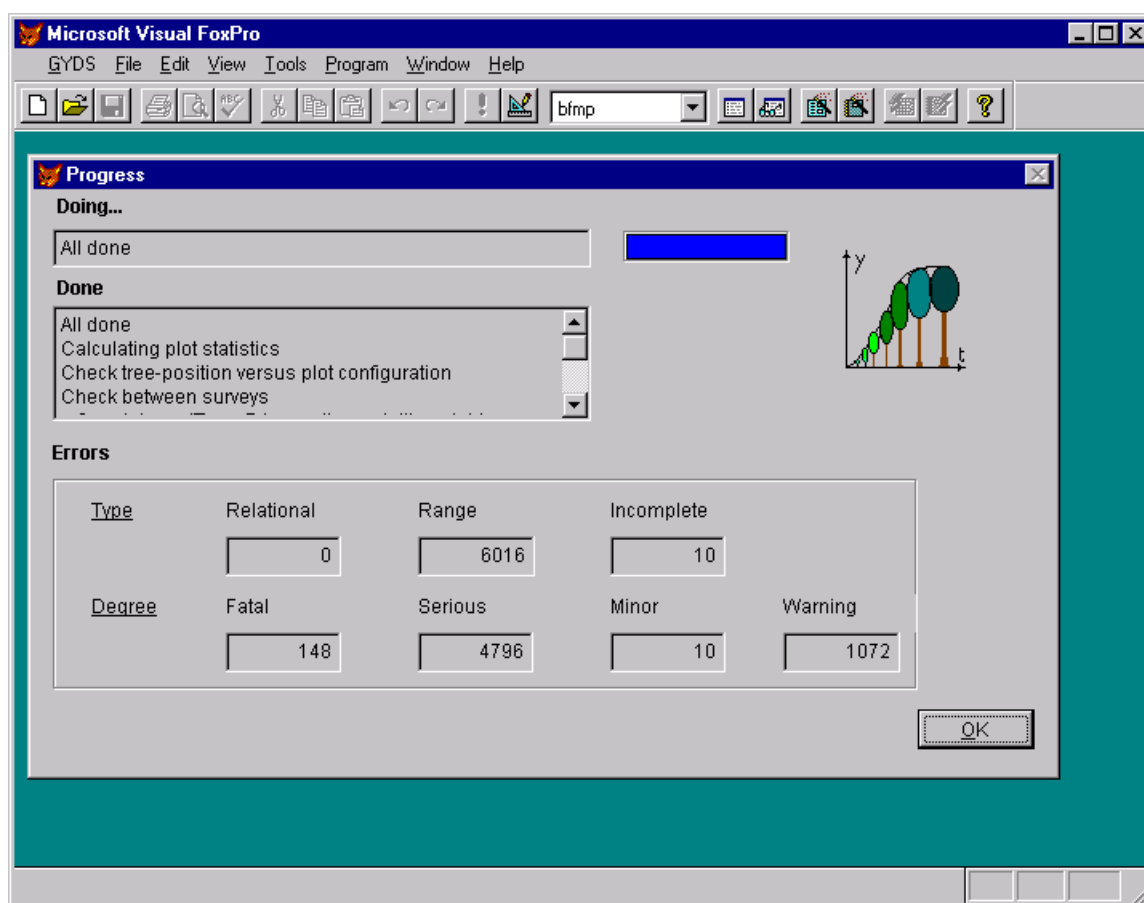 Microsoft Visual FoxPro
GYDS File Edit View Tools Program Window Help
ABC bfmp ?
Progress
Doing...
All done
y
t
Done
All done
Calculating plot statistics
Check tree-position versus plot configuration
Check between surveys
Errors
Type Relational Range Incomplete
0 6016 10
Degree Fatal Serious Minor Warning
148 4796 10 1072
OK